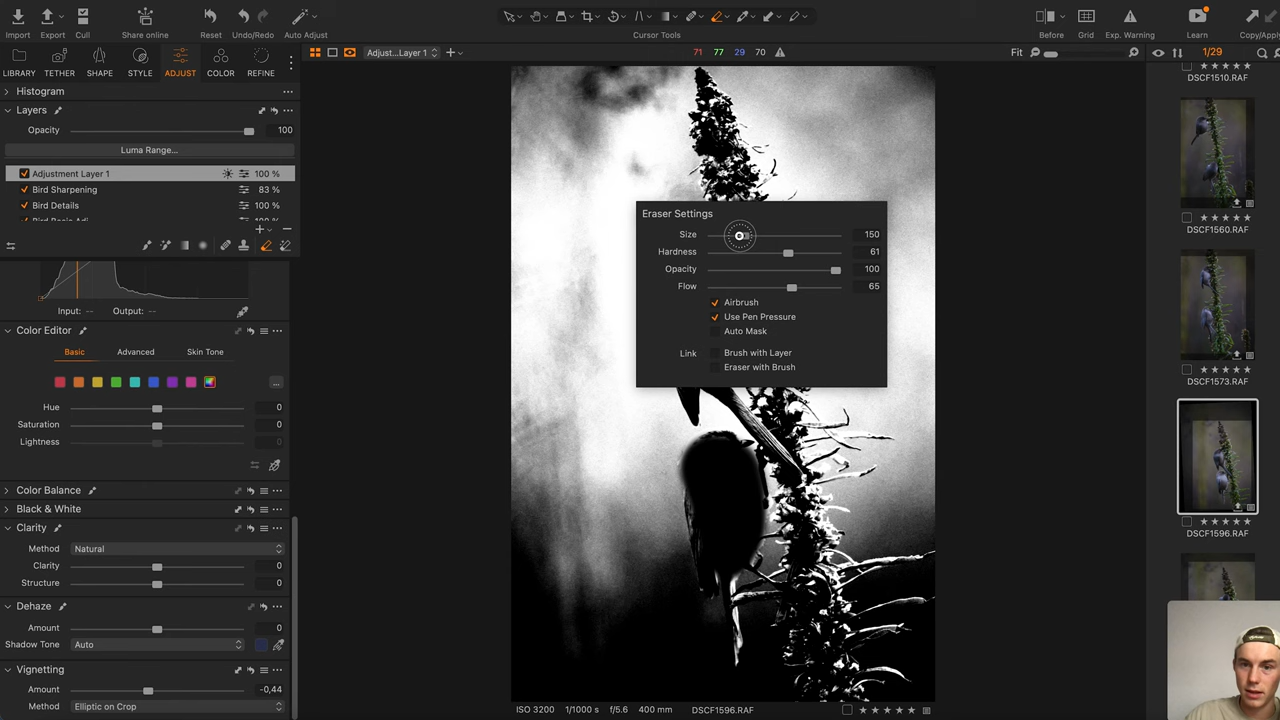 Import
Export
Cull
Share online
Reset
Undo/Redo
Auto Adjust
Cursor Tools
Before
Grid
Exp. Warning
Learn
Copy/Apply
LIBRARY
TETHER
SHAPE
STYLE
ADJUST
COLOR
REFINE
Adjust...Layer 1
71 77 29 70
Fit
1/29
Histogram
Layers
Opacity 100
Luma Range...
Adjustment Layer 1 100 %
Bird Sharpening 83 %
Bird Details 100 %
Input: -- Output: --
Color Editor
Basic Advanced Skin Tone
...
Hue 0
Saturation 0
Lightness 0
Color Balance
Black & White
Clarity
Method Natural
Clarity 0
Structure 0
Dehaze
Amount 0
Shadow Tone Auto
Vignetting
Amount -0,44
Method Elliptic on Crop
Eraser Settings
Size 150
Hardness 61
Opacity 100
Flow 65
Airbrush
Use Pen Pressure
Auto Mask
Link Brush with Layer
Eraser with Brush
ISO 3200 1/1000 s f/5.6 400 mm DSCF1596.RAF
DSCF1510.RAF
DSCF1573.RAF
DSCF1596.RAF